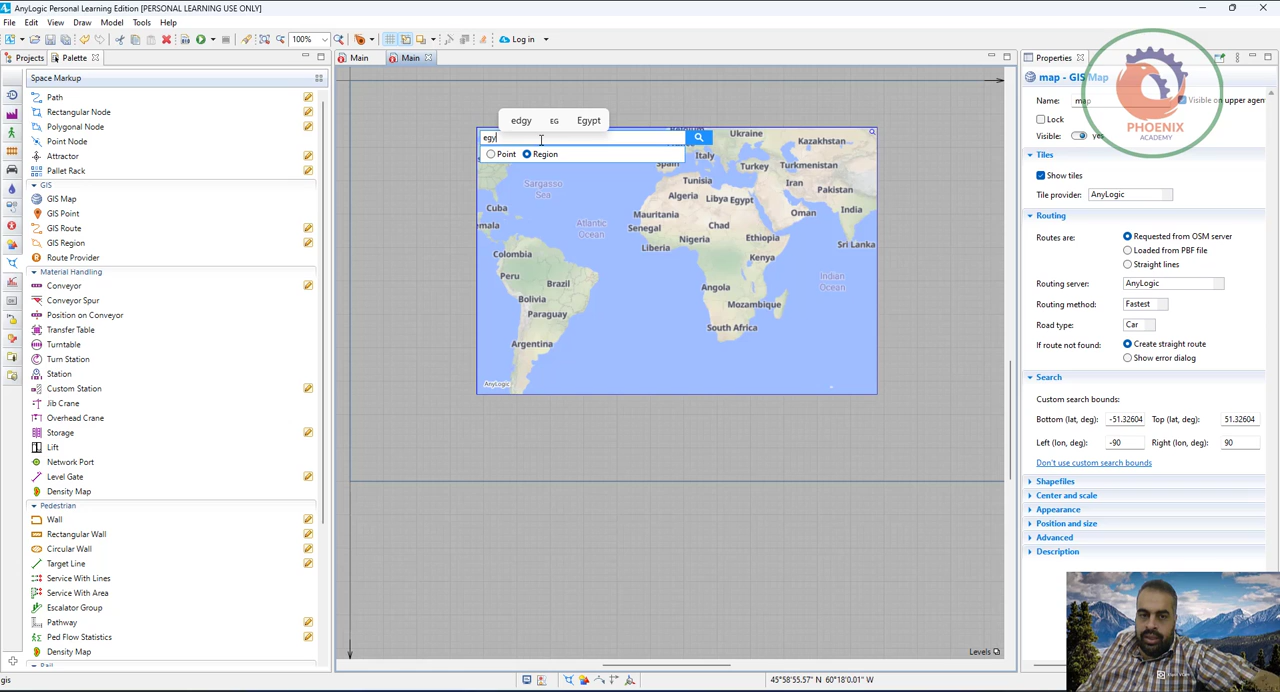 AnyLogic Personal Learning Edition [PERSONAL LEARNING USE ONLY]
File Edit View Draw Model Tools Help
100% Log in
Projects Palette Main Main Properties
Space Markup
Path
Rectangular Node
Polygonal Node
Point Node
Attractor
Pallet Rack
GIS
GIS Map
GIS Point
GIS Route
GIS Region
Route Provider
Material Handling
Conveyor
Conveyor Spur
Position on Conveyor
Transfer Table
Turntable
Turn Station
Station
Custom Station
Jib Crane
Overhead Crane
Storage
Lift
Network Port
Level Gate
Density Map
Pedestrian
Wall
Rectangular Wall
Circular Wall
Target Line
Service With Lines
Service With Area
Escalator Group
Pathway
Ped Flow Statistics
Density Map
Rail
edgy EG Egypt
egy
Point Region
Ukraine
Kazakhstan
Italy
Spain
Turkey
Turkmenistan
Sargasso
Sea
Tunisia
Iran
Algeria
Libya
Egypt
Pakistan
Cuba
Mauritania
Oman
India
Atlantic
Ocean
Senegal
Chad
Nigeria
Ethiopia
Liberia
Sri Lanka
Colombia
Kenya
Peru
Brazil
Angola
Indian
Ocean
Bolivia
Mozambique
Paraguay
South Africa
Argentina
AnyLogic
Levels
map - GIS Map
Name: map Visible on upper agen
Lock
Visible: yes
PHOENIX
ACADEMY
Tiles
Show tiles
Tile provider: AnyLogic
Routing
Routes are: Requested from OSM server
Loaded from PBF file
Straight lines
Routing server: AnyLogic
Routing method: Fastest
Road type: Car
If route not found: Create straight route
Show error dialog
Search
Custom search bounds:
Bottom (lat, deg): -51.32604 Top (lat, deg): 51.32604
Left (lon, deg): -90 Right (lon, deg): 90
Don't use custom search bounds
Shapefiles
Center and scale
Appearance
Position and size
Advanced
Description
gis
45°58'55.57" N 60°18'0.01" W